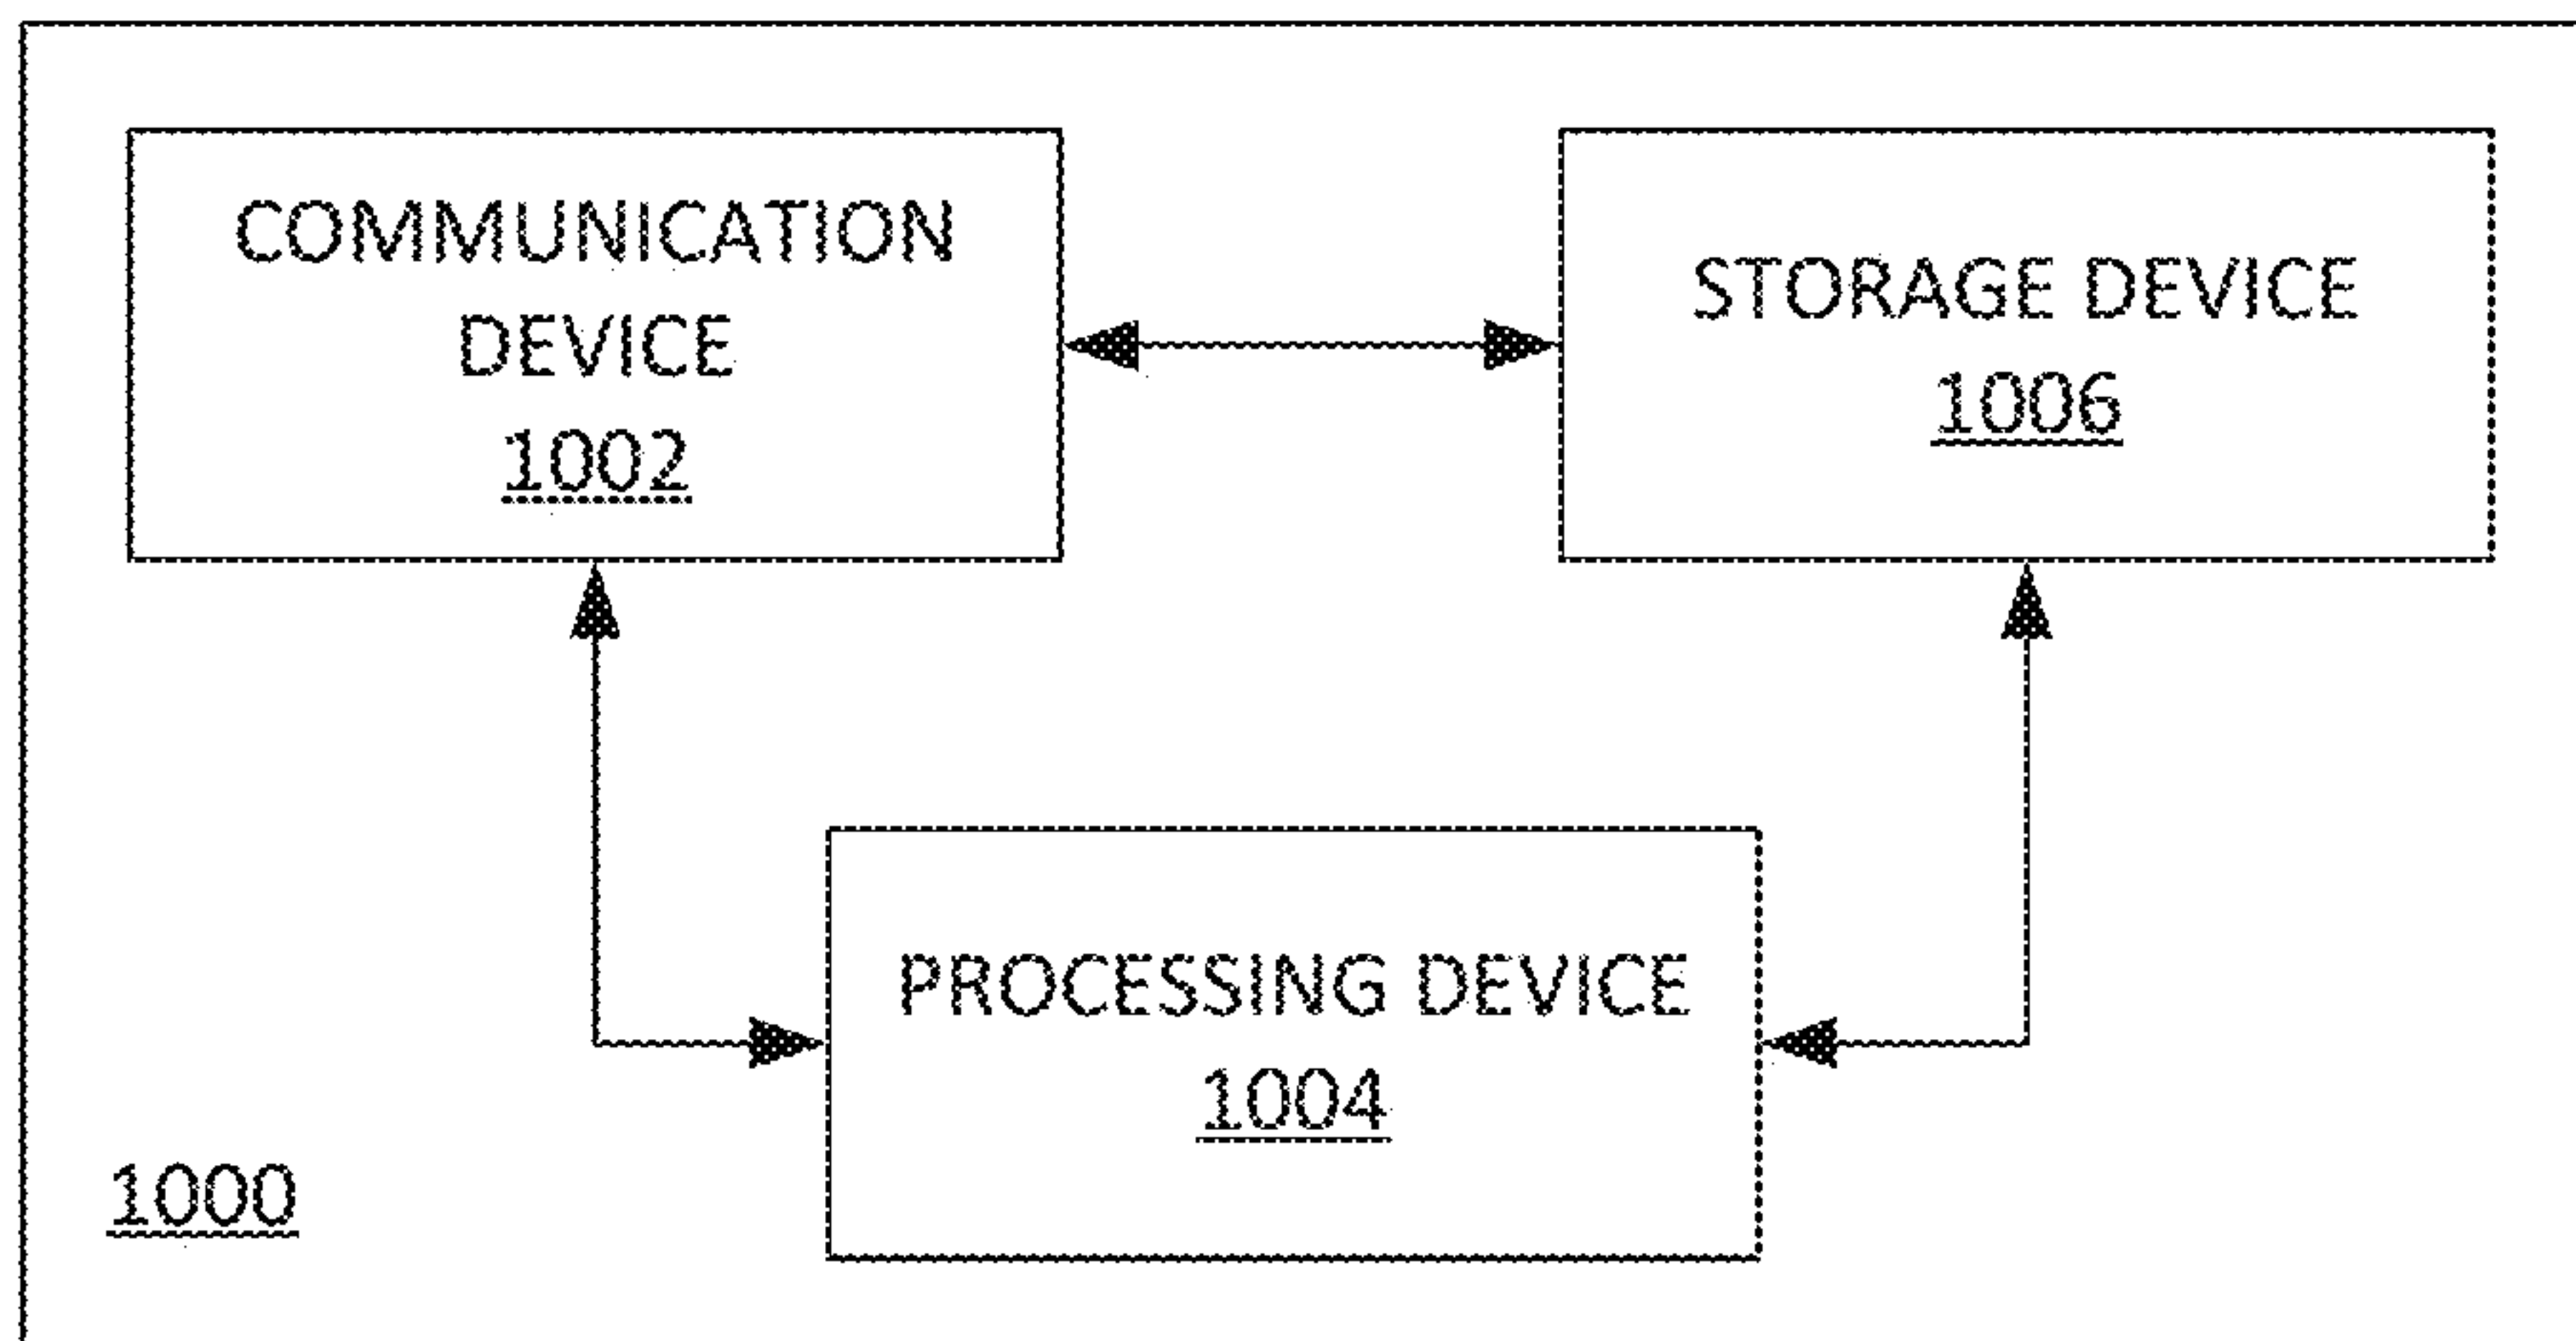 COMMUNICATION
DEVICE
1002
STORAGE DEVICE
1006
PROCESSING DEVICE
1004
1000